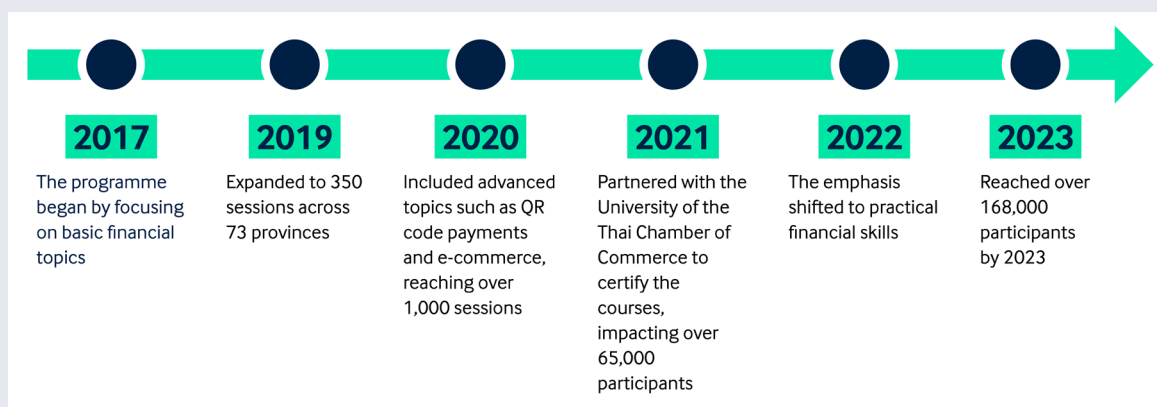 2017
The programme
began by focusing
on basic financial
topics
2019
Expanded to 350
sessions across
73 provinces
2020
Included advanced
topics such as QR
code payments
and e-commerce,
reaching over
1,000 sessions
2021
Partnered with the
University of the
Thai Chamber of
Commerce to
certify the
courses,
impacting over
65,000
participants
2022
The emphasis
shifted to practical
financial skills
2023
Reached over
168,000
participants
by 2023